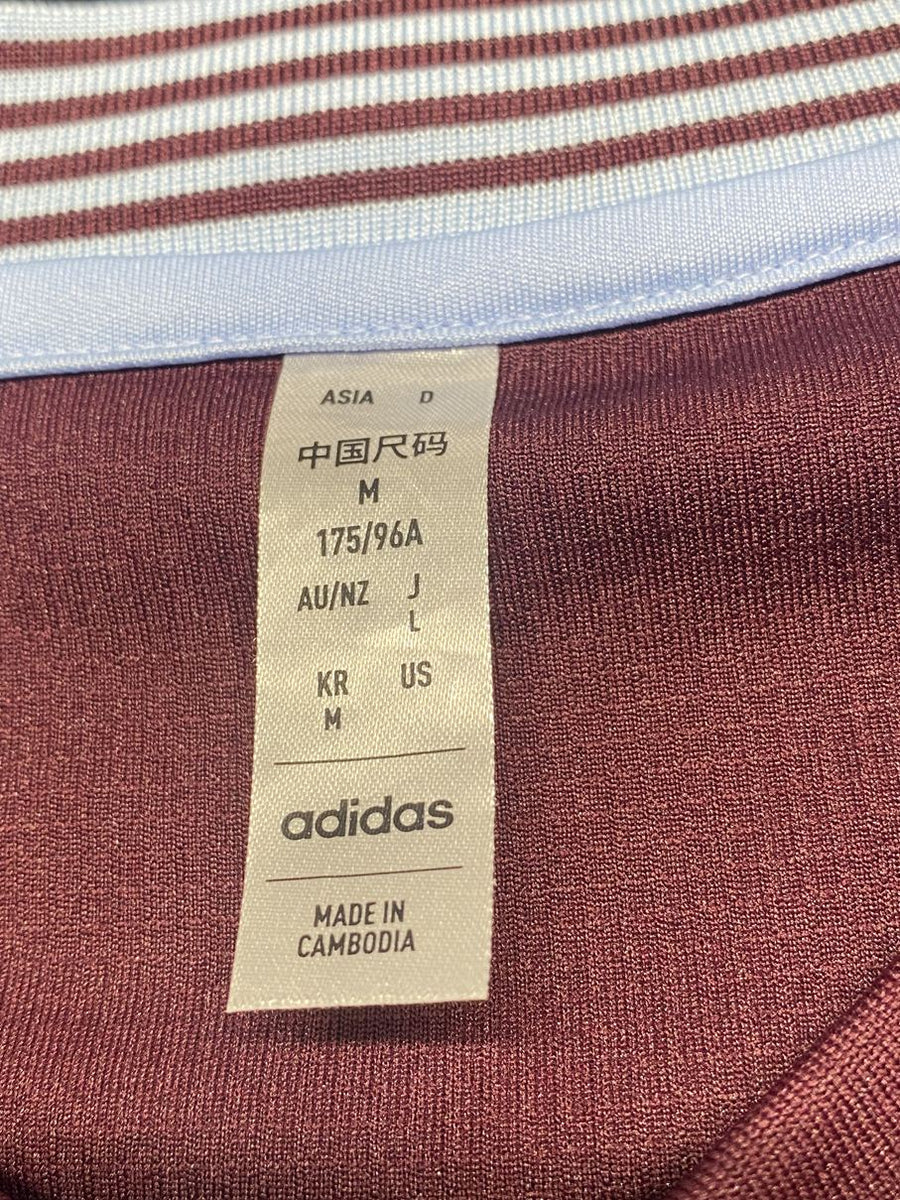 ASIA D
中国尺码
M
175/96A
AU/NZ J
L
KR US
M
adidas
MADE IN
CAMBODIA